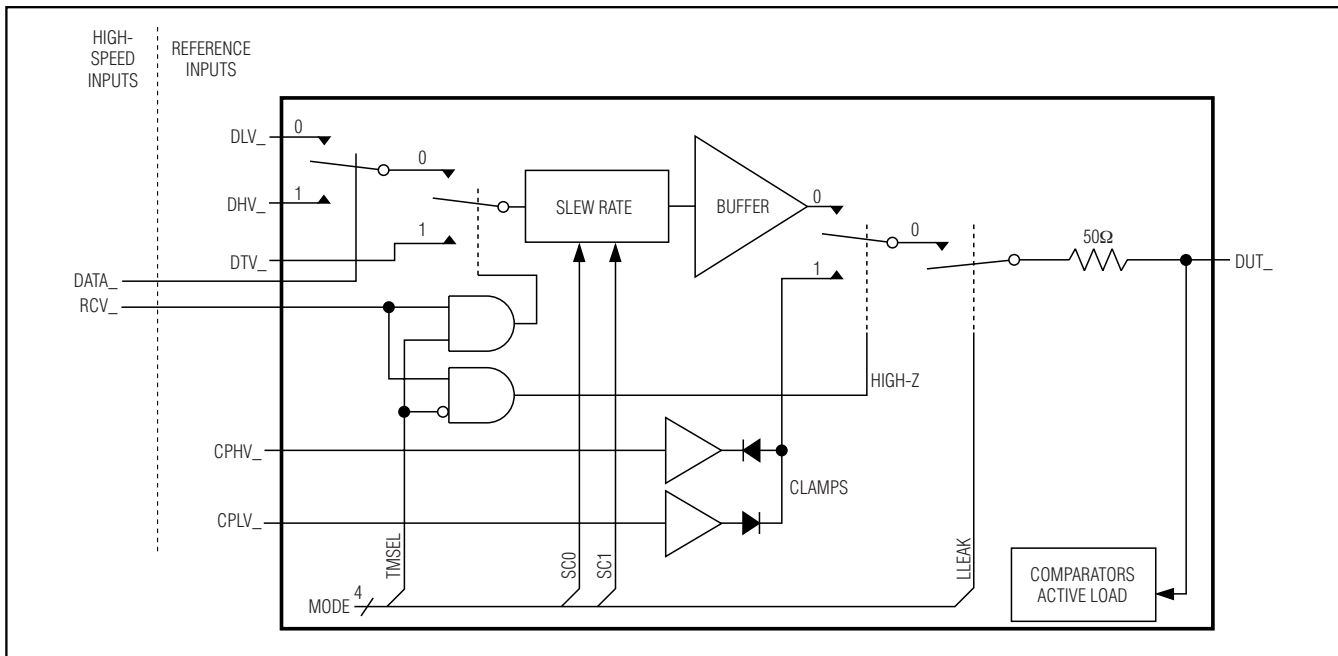 HIGH-
SPEED
INPUTS
REFERENCE
INPUTS
DLV_
0
DHV_
1
DTV_
DATA_
RCV_
0
1
SLEW RATE
BUFFER
0
1
0
50Ω
DUT_
HIGH-Z
CPHV_
CPLV_
CLAMPS
TMSEL
SC0
SC1
LLEAK
MODE
4
COMPARATORS
ACTIVE LOAD